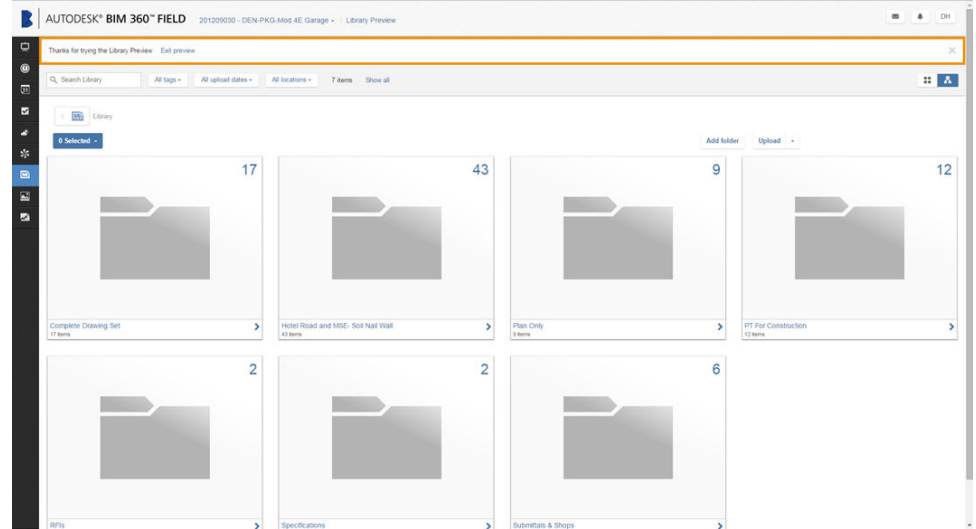 AUTODESK® BIM 360™ FIELD 201209030 - DEN-PKG-Mod 4E Garage Library Preview DH
Thanks for trying the Library Preview Exit preview
Search Library All tags All upload dates All locations 7 items Show all
Library
0 Selected Add folder Upload
17 43 9 12
Complete Drawing Set Hotel Road and MSE- Soil Nail Wall Plan Only PT For Construction
17 items 43 items 9 items 12 items
2 2 6
RFIs Specifications Submittals & Shops